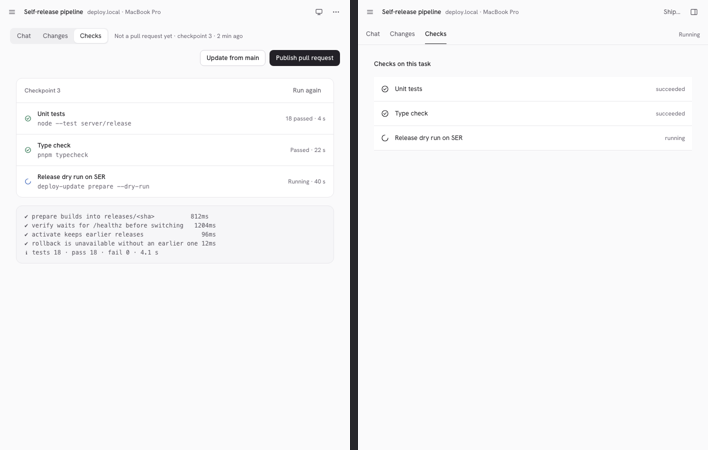 Self-release pipeline deploy.local · MacBook Pro
Chat Changes Checks Not a pull request yet · checkpoint 3 · 2 min ago
Update from main Publish pull request
Checkpoint 3 Run again
Unit tests
node --test server/release 18 passed · 4 s
Type check
pnpm typecheck Passed · 22 s
Release dry run on SER
deploy-update prepare --dry-run Running · 40 s
✔ prepare builds into releases/<sha> 812ms
✔ verify waits for /healthz before switching 1204ms
✔ activate keeps earlier releases 96ms
✔ rollback is unavailable without an earlier one 12ms
ℹ tests 18 · pass 18 · fail 0 · 4.1 s
Self-release pipeline deploy.local · MacBook Pro Ship…
Chat Changes Checks Running
Checks on this task
Unit tests succeeded
Type check succeeded
Release dry run on SER running